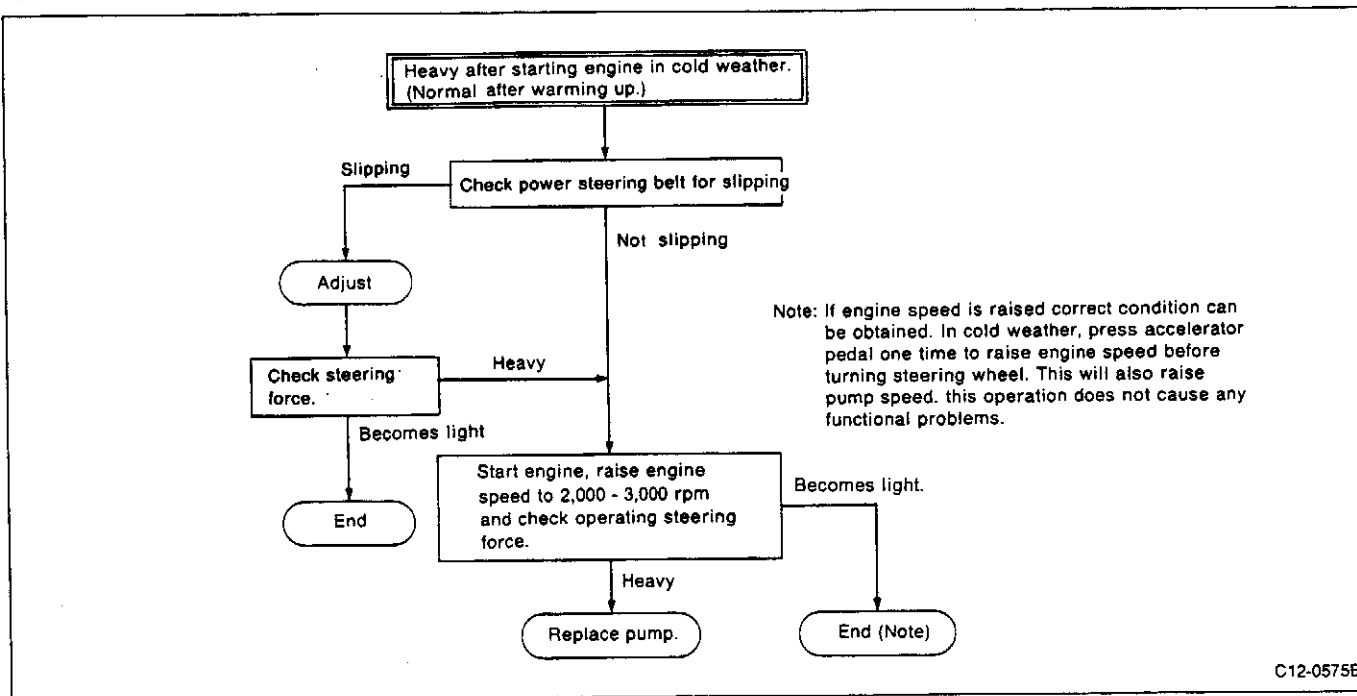 Heavy after starting engine in cold weather.
(Normal after warming up.)
Slipping
Check power steering belt for slipping
Not slipping
Adjust
Note: If engine speed is raised correct condition can
be obtained. In cold weather, press accelerator
pedal one time to raise engine speed before
turning steering wheel. This will also raise
pump speed. this operation does not cause any
functional problems.
Check steering
force.
Heavy
Becomes light
End
Start engine, raise engine
speed to 2,000 - 3,000 rpm
and check operating steering
force.
Becomes light.
Heavy
Replace pump.
End (Note)
C12-0575E